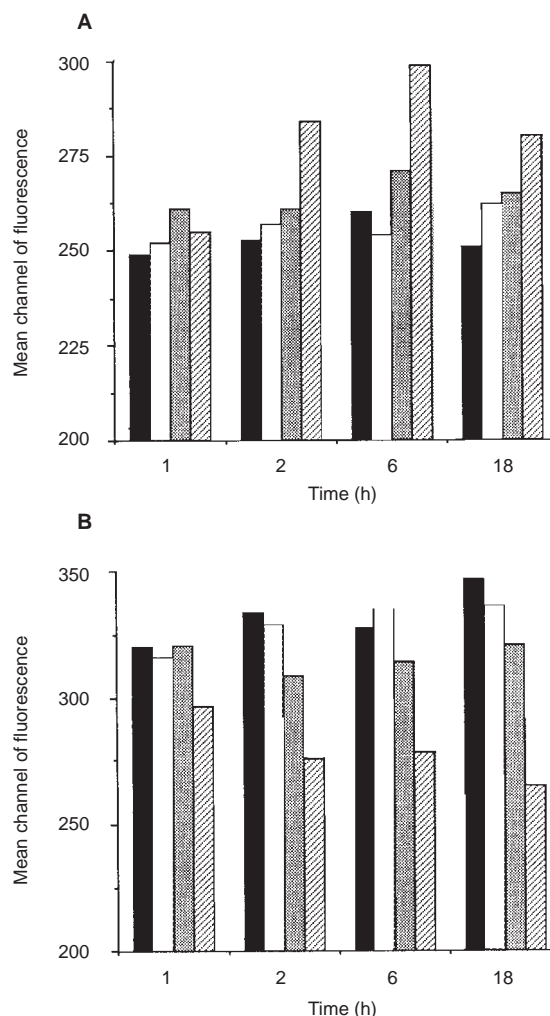 A
300
275
250
225
200
Mean channel of fluorescence
1 2 6 18
Time (h)
B
350
300
250
200
Mean channel of fluorescence
1 2 6 18
Time (h)